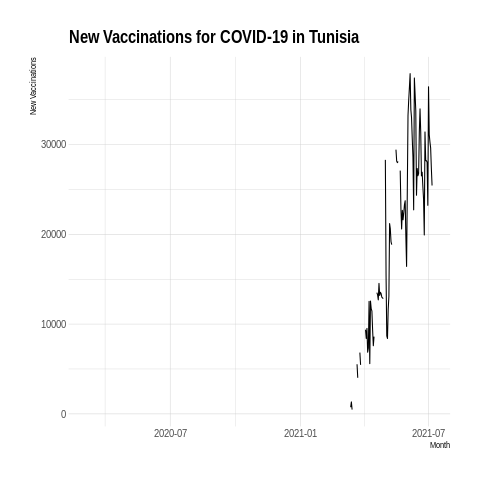 New Vaccinations for COVID-19 in Tunisia
New Vaccinations
30000
20000
10000
0
2020-07
2021-01
2021-07
Month